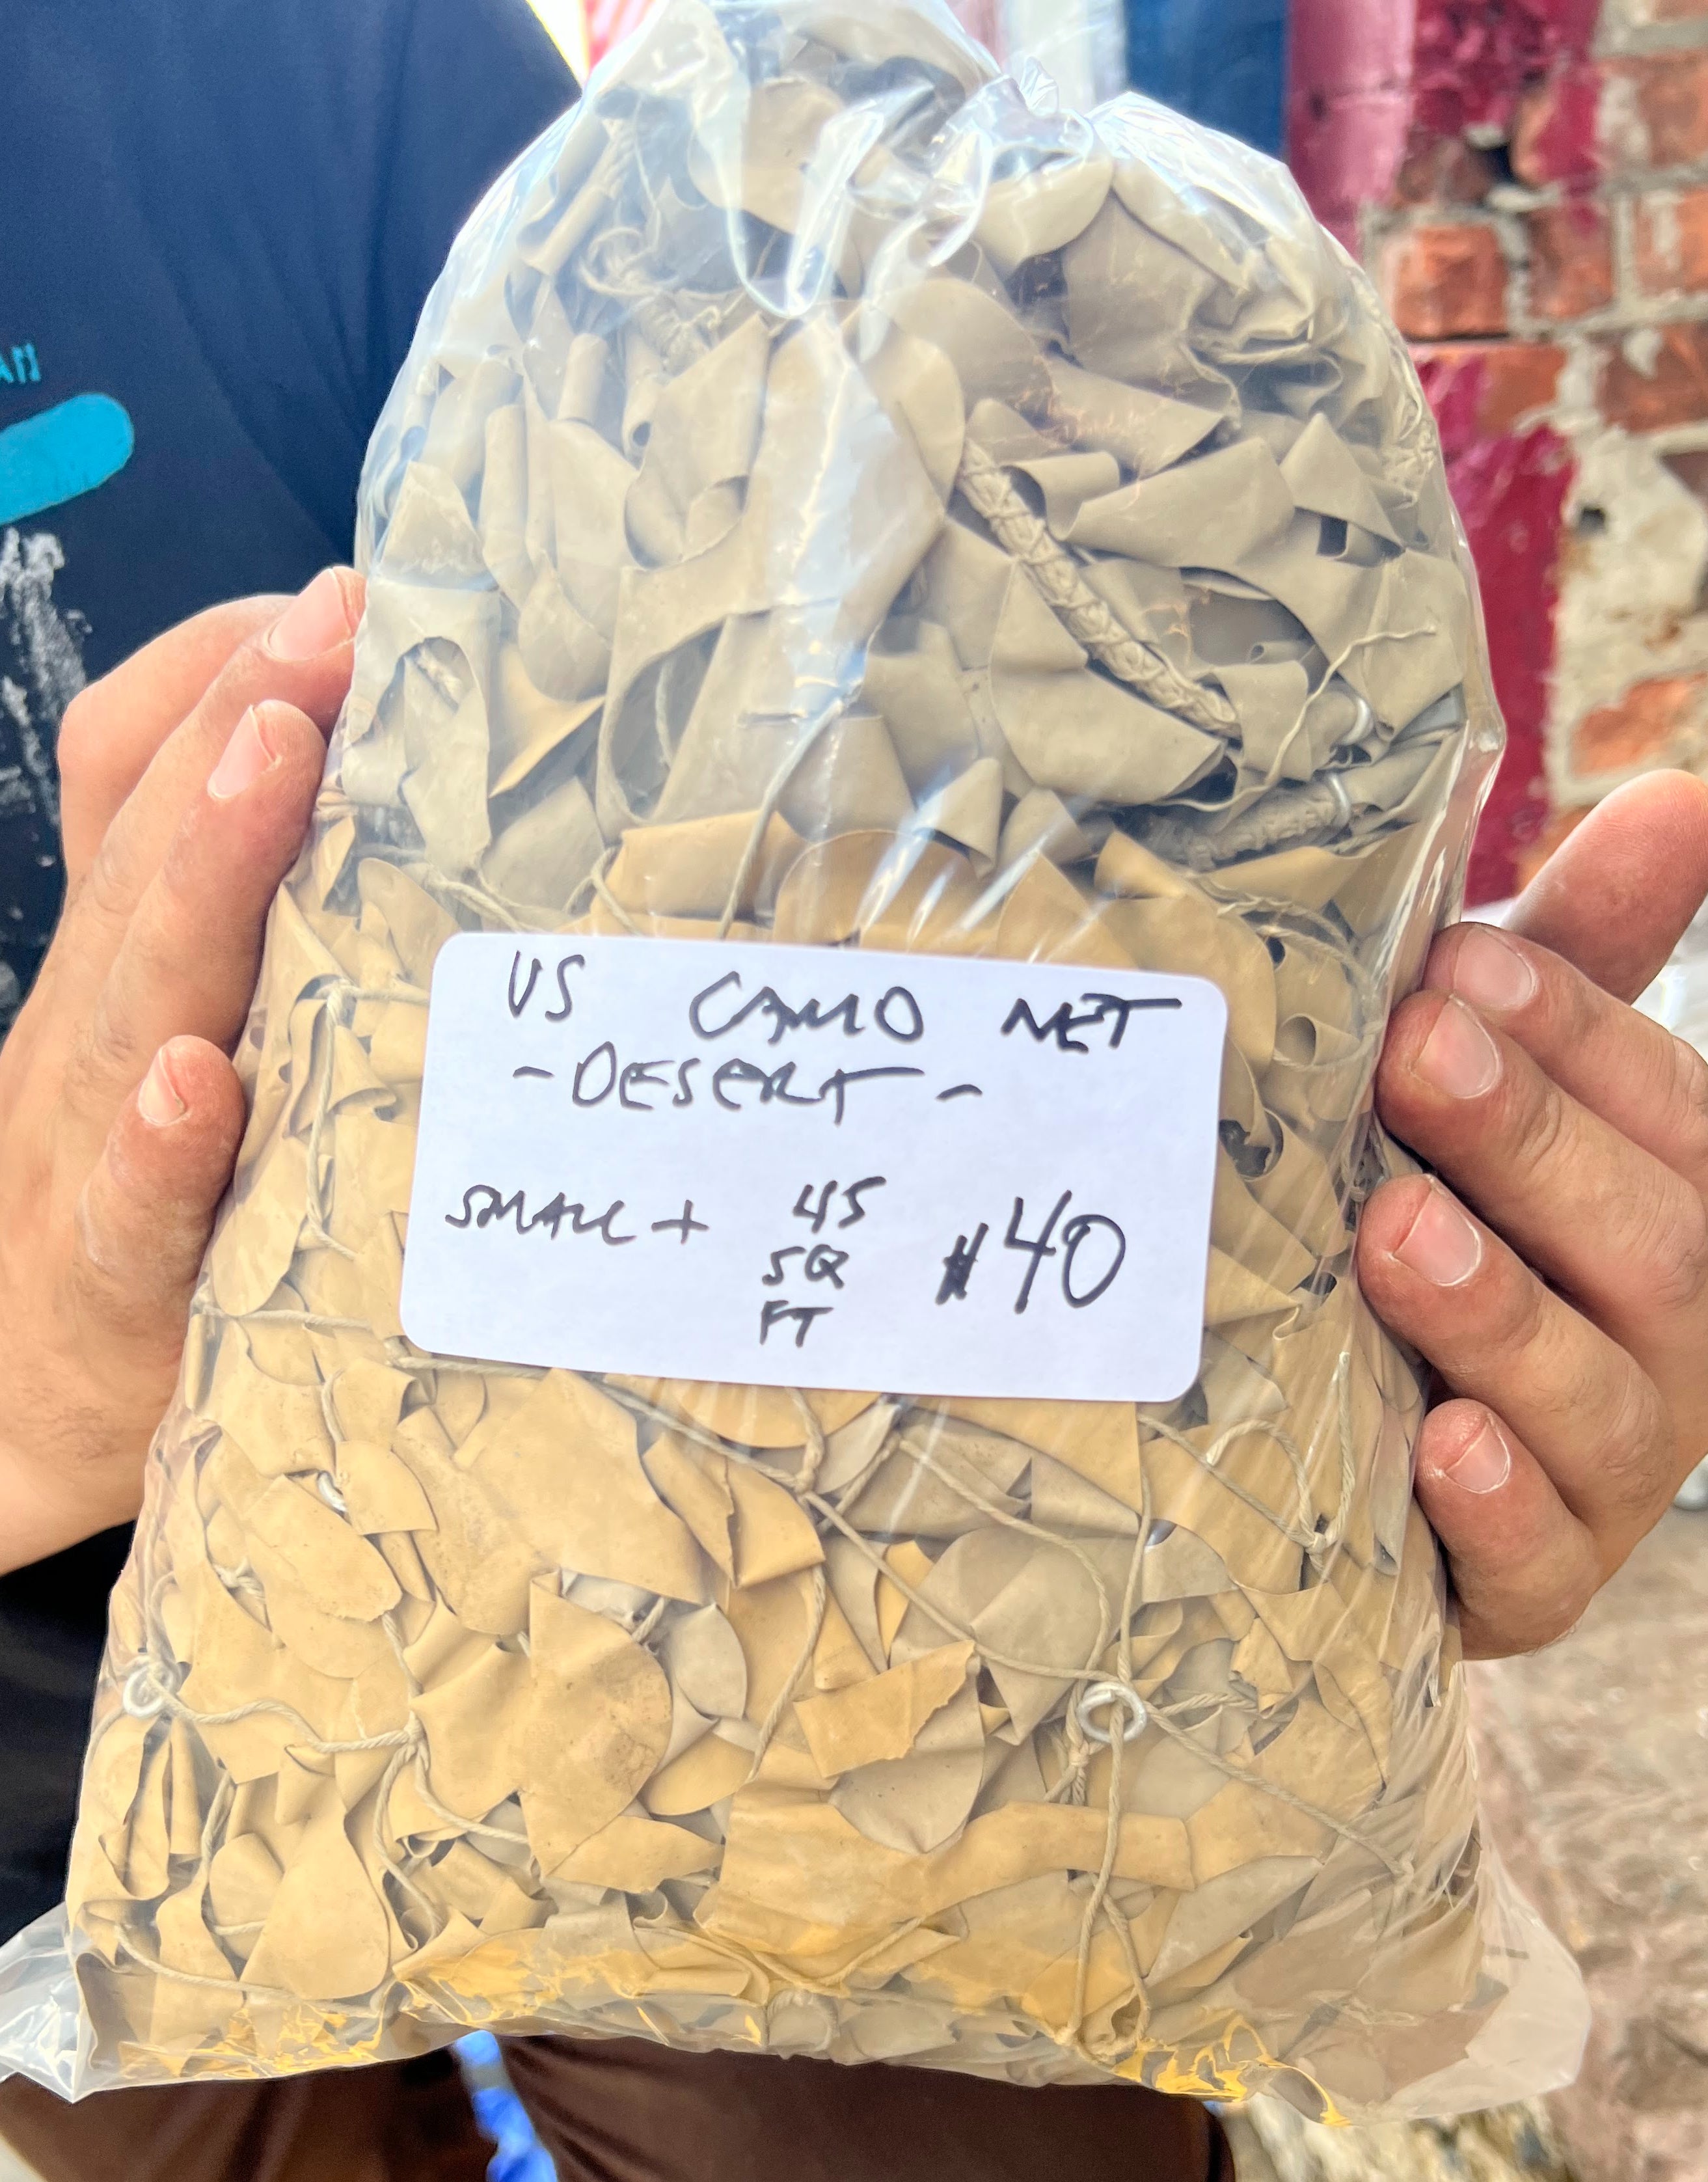 US CAMO NET
- DESERT -
SMALL + 45 SQ FT $40